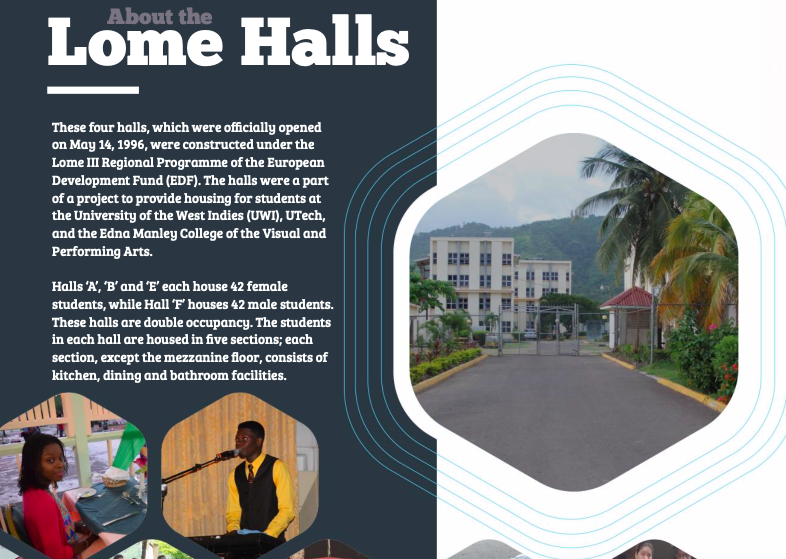 About the
Lome Halls
These four halls, which were officially opened
on May 14, 1996, were constructed under the
Lome III Regional Programme of the European
Development Fund (EDF). The halls were a part
of a project to provide housing for students at
the University of the West Indies (UWI), UTech,
and the Edna Manley College of the Visual and
Performing Arts.
Halls ‘A’, ‘B’ and ‘E’ each house 42 female
students, while Hall ‘F’ houses 42 male students.
These halls are double occupancy. The students
in each hall are housed in five sections; each
section, except the mezzanine floor, consists of
kitchen, dining and bathroom facilities.